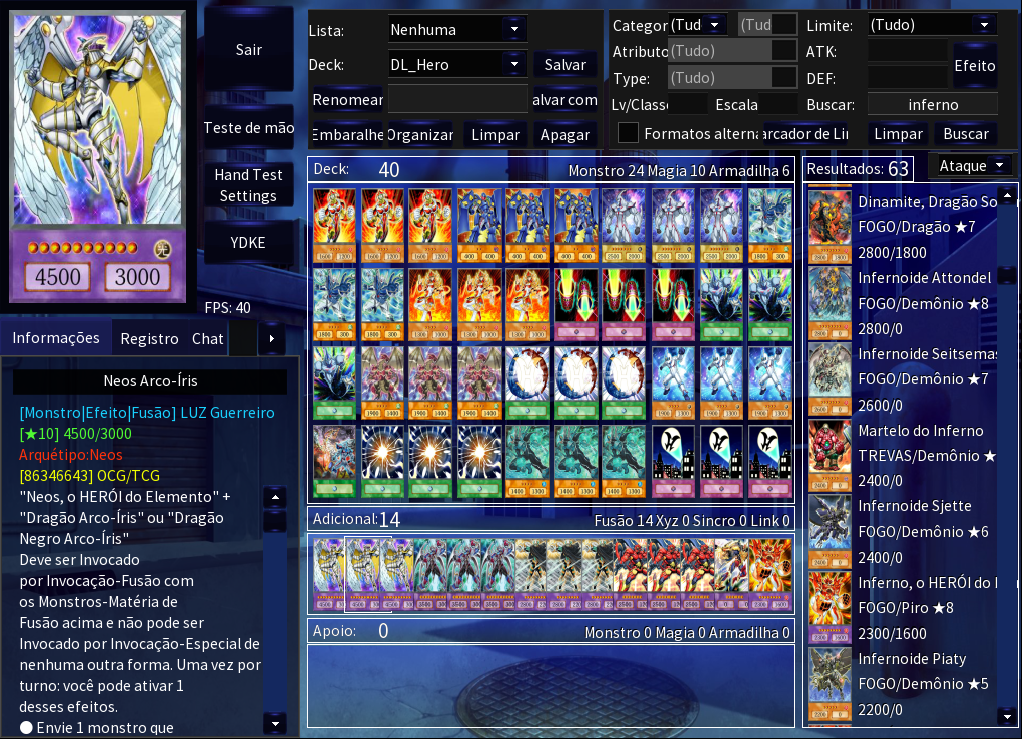 4500 3000
Sair
Teste de mão
Hand Test
Settings
YDKE
FPS: 40
Informações Registro Chat
Neos Arco-Íris
[Monstro|Efeito|Fusão] LUZ Guerreiro
[★10] 4500/3000
Arquétipo:Neos
[86346643] OCG/TCG
"Neos, o HERÓI do Elemento" +
"Dragão Arco-Íris" ou "Dragão
Negro Arco-Íris"
Deve ser Invocado
por Invocação-Fusão com
os Monstros-Matéria de
Fusão acima e não pode ser
Invocado por Invocação-Especial de
nenhuma outra forma. Uma vez por
turno: você pode ativar 1
desses efeitos.
● Envie 1 monstro que
Lista: Nenhuma
Deck: DL_Hero Salvar
Renomear alvar com
Embaralhe Organizar Limpar Apagar
Categor (Tud (Tud Limite: (Tudo)
Atributo (Tudo) ATK:
Type: (Tudo) DEF: Efeito
Lv/Classe Escala Buscar: inferno
Formatos alterna arcador de Lin Limpar Buscar
Deck: 40 Monstro 24 Magia 10 Armadilha 6
Adicional: 14 Fusão 14 Xyz 0 Sincro 0 Link 0
Apoio: 0 Monstro 0 Magia 0 Armadilha 0
Resultados: 63 Ataque
Dinamite, Dragão So
FOGO/Dragão ★7
2800/1800
Infernoide Attondel
FOGO/Demônio ★8
2800/0
Infernoide Seitsemas
FOGO/Demônio ★7
2600/0
Martelo do Inferno
TREVAS/Demônio ★
2400/0
Infernoide Sjette
FOGO/Demônio ★6
2400/0
Inferno, o HERÓI do E
FOGO/Piro ★8
2300/1600
Infernoide Piaty
FOGO/Demônio ★5
2200/0